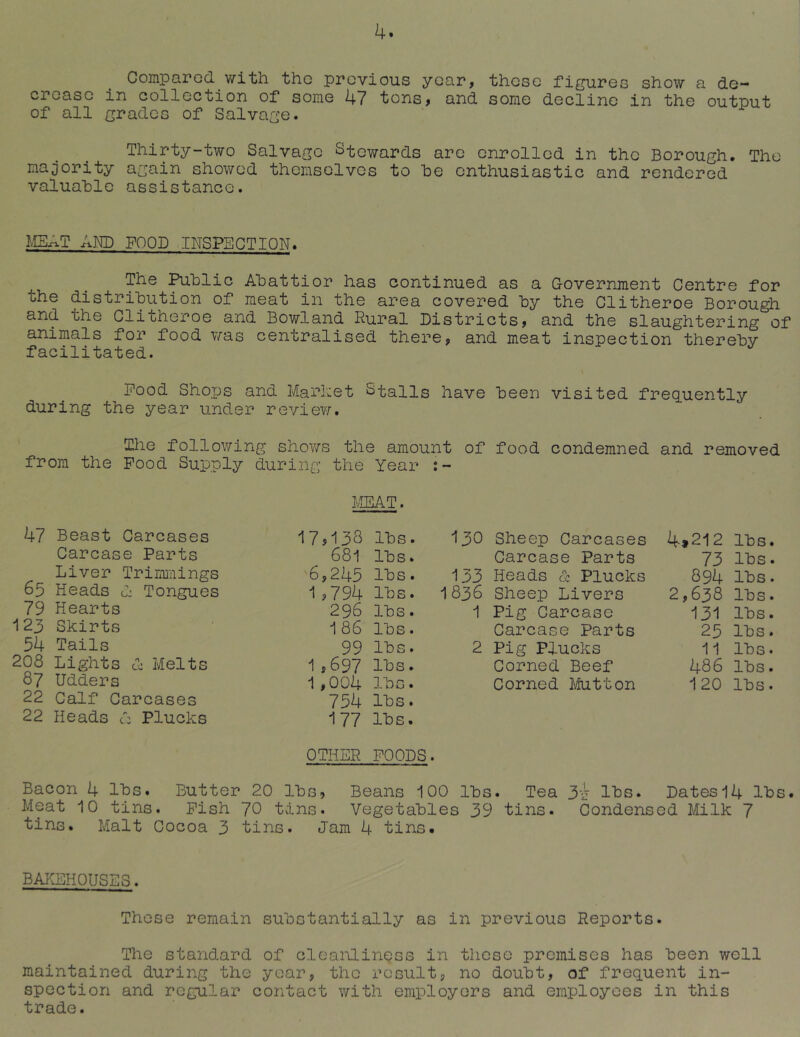 4.
Compared with the previous year, these figures show a de-
crease in collection of some 47 tons, and some decline in the output
of all grades of Salvage.
Thirty-two Salvage Stewards are enrolled in the Borough. The
majority again showed themselves to be enthusiastic and rendered
valuable assistance.
MEAT AND FOOD INSPECTION.
The Public Abattior has continued as a Government Centre for
the distribution of meat in the area covered by the Clitheroe Borough
and the Clitheroe and Bowland Rural Districts, and the slaughtering of
animals for food was centralised there, and meat inspection thereby
facilitated.
Food Shops and Market Stalls have been visited frequently
during the year under review.
The following shows the amount of food condemned and removed
from the Food Supply during the Year :-
MEAT.
47 Beast Carcases 17,138 lbs. 130 Sheep Carcases 4,212 lbs.
Carcase Parts 681 lbs. Carcase Parts 73 lbs.
Liver Trimmings 6,245 lbs. 133 Heads & Plucks 894 lbs.
65 Heads & Tongues 1,794 lbs. 1836 Sheep Livers 2,638 lbs.
79 Hearts 296 lbs. 1 Pig Carcase 131 lbs.
123 Skirts 186 lbs. Carcase Parts 25 lbs.
54 Tails 99 lbs. 2 Pig Plucks 11 lbs.
208 Lights & Melts 1,697 lbs. Corned Beef 486 lbs.
87 Udders 1,004 lbs. Corned Mutton 120 lbs.
22 Calf Carcases 754 lbs.
22 Heads & Plucks 177 lbs.
OTHER FOODS.
Bacon 4 lbs. Butter 20 lbs, Beans 100 lbs. Tea 3½ lbs. Dates14 lbs.
Meat 10 tins. Fish 70 tins. Vegetables 39 tins. Condensed Milk 7
tins. Malt Cocoa 3 tins. Jam 4 tins.
BAKEHOUSES.
These remain substantially as in previous Reports.
The standard of cleanliness in these premises has been well
maintained during the year, the result, no doubt, of frequent in-
spection and regular contact with employers and employees in this
trade.